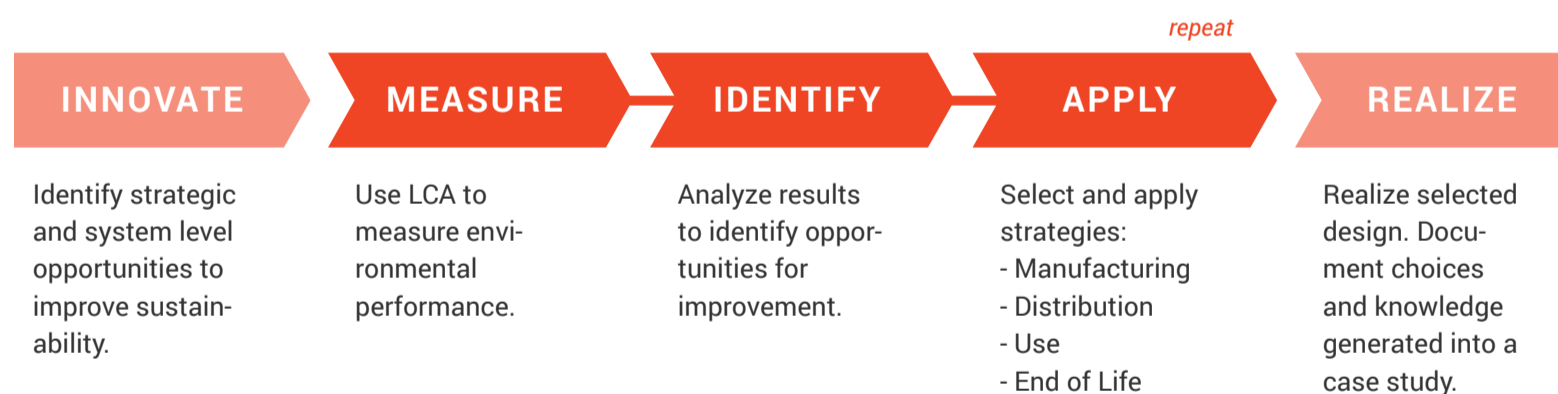 repeat
INNOVATE
MEASURE
IDENTIFY
APPLY
REALIZE
Identify strategic
and system level
opportunities to
improve sustain-
ability.
Use LCA to
measure envi-
ronmental
performance.
Analyze results
to identify oppor-
tunities for
improvement.
Select and apply
strategies:
- Manufacturing
- Distribution
- Use
- End of Life
Realize selected
design. Docu-
ment choices
and knowledge
generated into a
case study.